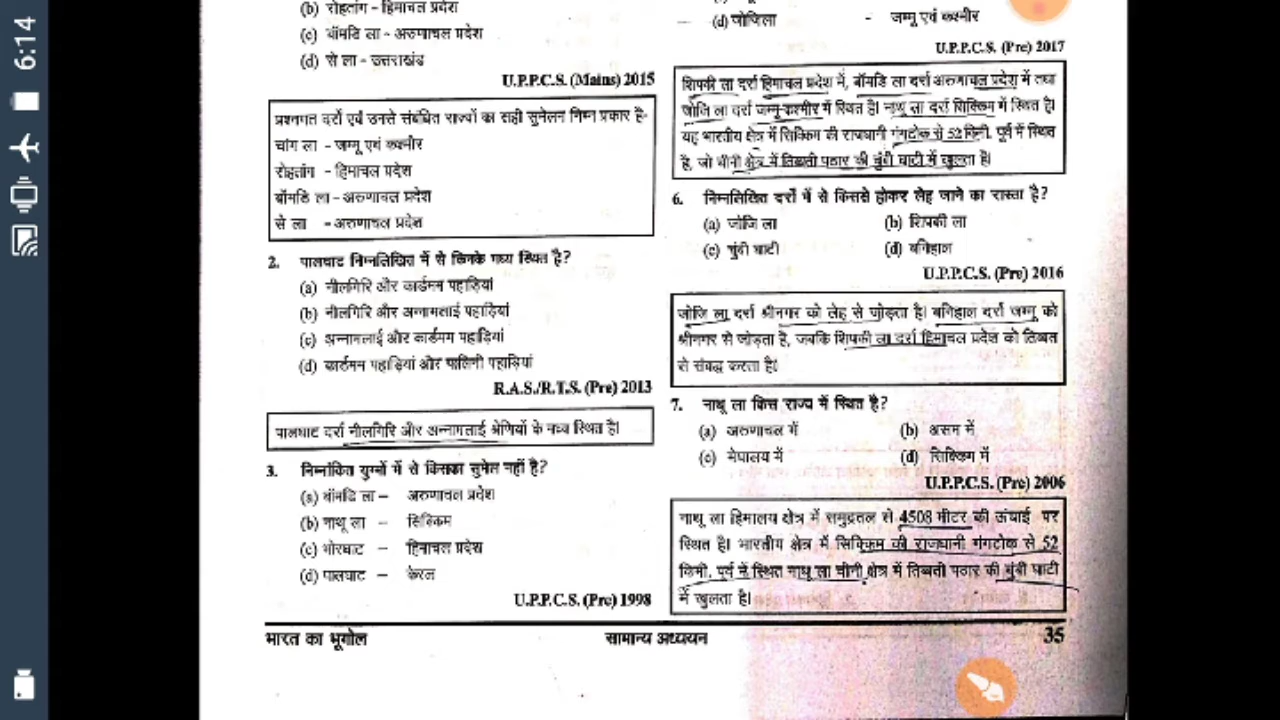 6:14
(b) रोहतांग - हिमाचल प्रदेश
(c) बॉमडि ला - अरुणाचल प्रदेश
(d) से ला - उत्तराखंड
U.P.P.C.S. (Mains) 2015
प्रश्नगत दर्रों एवं उनसे संबंधित राज्यों का सही सुमेलन निम्न प्रकार है-
चांग ला - जम्मू एवं कश्मीर
रोहतांग - हिमाचल प्रदेश
बॉमडि ला - अरुणाचल प्रदेश
से ला - अरुणाचल प्रदेश
2. पालघाट निम्नलिखित में से किनके मध्य स्थित है?
(a) नीलगिरि और कार्डमम पहाड़ियां
(b) नीलगिरि और अन्नामलाई पहाड़ियां
(c) अन्नामलाई और कार्डमम पहाड़ियां
(d) कार्डमम पहाड़ियां और पालिनी पहाड़ियां
R.A.S./R.T.S. (Pre) 2013
पालघाट दर्रा नीलगिरि और अन्नामलाई श्रेणियों के मध्य स्थित है।
3. निम्नांकित युग्मों में से किसका सुमेल नहीं है?
(a) बॉमडि ला – अरुणाचल प्रदेश
(b) नाथू ला – सिक्किम
(c) भोरघाट – हिमाचल प्रदेश
(d) पालघाट – केरल
U.P.P.C.S. (Pre) 1998
(d) जोजिला - जम्मू एवं कश्मीर
U.P.P.C.S. (Pre) 2017
शिपकी ला दर्रा हिमाचल प्रदेश में, बॉमडि ला दर्रा अरुणाचल प्रदेश में तथा
जोजि ला दर्रा जम्मू-कश्मीर में स्थित है। नाथू ला दर्रा सिक्किम में स्थित है।
यह भारतीय क्षेत्र में सिक्किम की राजधानी गंगटोक से 52 किमी. पूर्व में स्थित
है, जो चीनी क्षेत्र में तिब्बती पठार की चुंबी घाटी में खुलता है।
6. निम्नलिखित दर्रों में से किससे होकर लेह जाने का रास्ता है?
(a) जोजि ला (b) शिपकी ला
(c) चुंबी घाटी (d) बनिहाल
U.P.P.C.S. (Pre) 2016
जोजि ला दर्रा श्रीनगर को लेह से जोड़ता है। बनिहाल दर्रा जम्मू को
श्रीनगर से जोड़ता है, जबकि शिपकी ला दर्रा हिमाचल प्रदेश को तिब्बत
से संबद्ध करता है।
7. नाथू ला किस राज्य में स्थित है?
(a) अरुणाचल में (b) असम में
(c) मेघालय में (d) सिक्किम में
U.P.P.C.S. (Pre) 2006
नाथू ला हिमालय क्षेत्र में समुद्रतल से 4508 मीटर की ऊंचाई पर
स्थित है। भारतीय क्षेत्र में सिक्किम की राजधानी गंगटोक से 52
किमी. पूर्व में स्थित नाथू ला चीनी क्षेत्र में तिब्बती पठार की चुंबी घाटी
में खुलता है।
भारत का भूगोल सामान्य अध्ययन 35